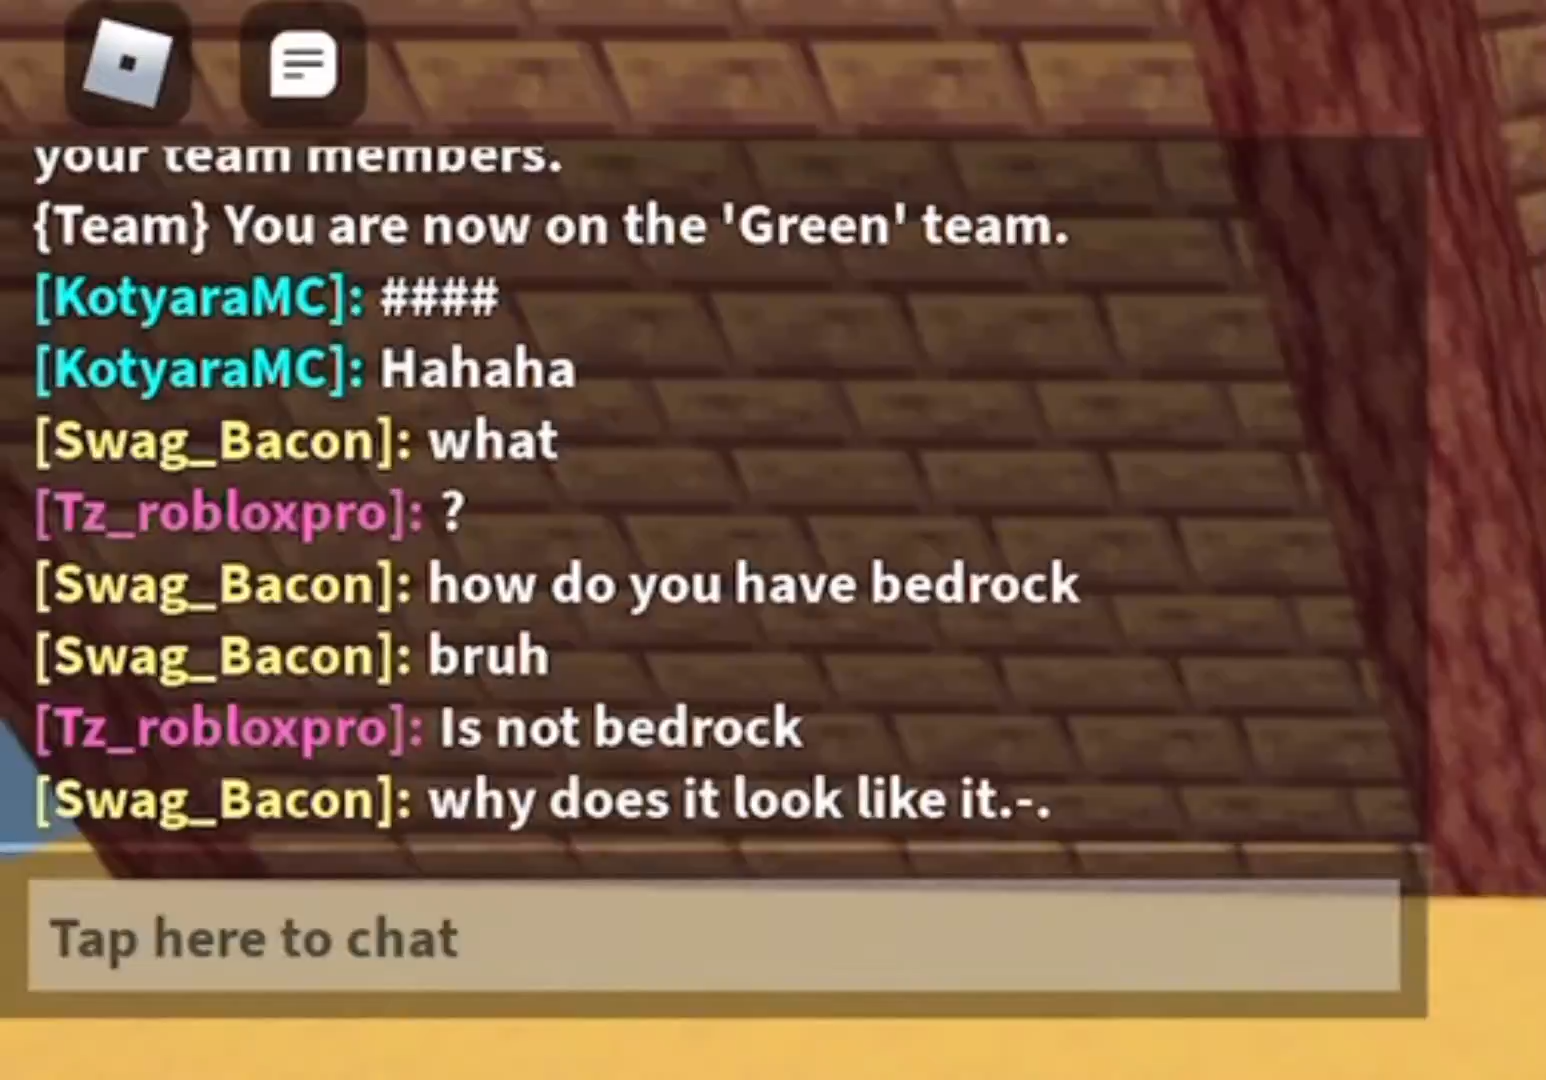 your team members.
{Team} You are now on the 'Green' team.
[KotyaraMC]: ####
[KotyaraMC]: Hahaha
[Swag_Bacon]: what
[Tz_robloxpro]: ?
[Swag_Bacon]: how do you have bedrock
[Swag_Bacon]: bruh
[Tz_robloxpro]: Is not bedrock
[Swag_Bacon]: why does it look like it.-.
Tap here to chat